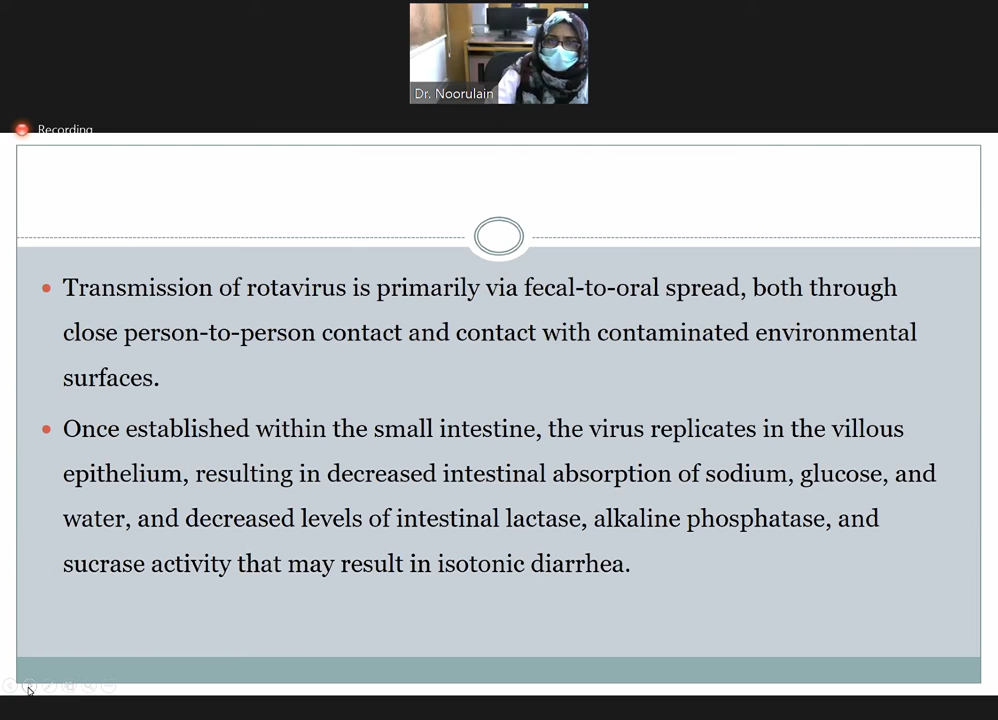 Dr. Noorulain
Recording
Transmission of rotavirus is primarily via fecal-to-oral spread, both through
close person-to-person contact and contact with contaminated environmental
surfaces.
Once established within the small intestine, the virus replicates in the villous
epithelium, resulting in decreased intestinal absorption of sodium, glucose, and
water, and decreased levels of intestinal lactase, alkaline phosphatase, and
sucrase activity that may result in isotonic diarrhea.